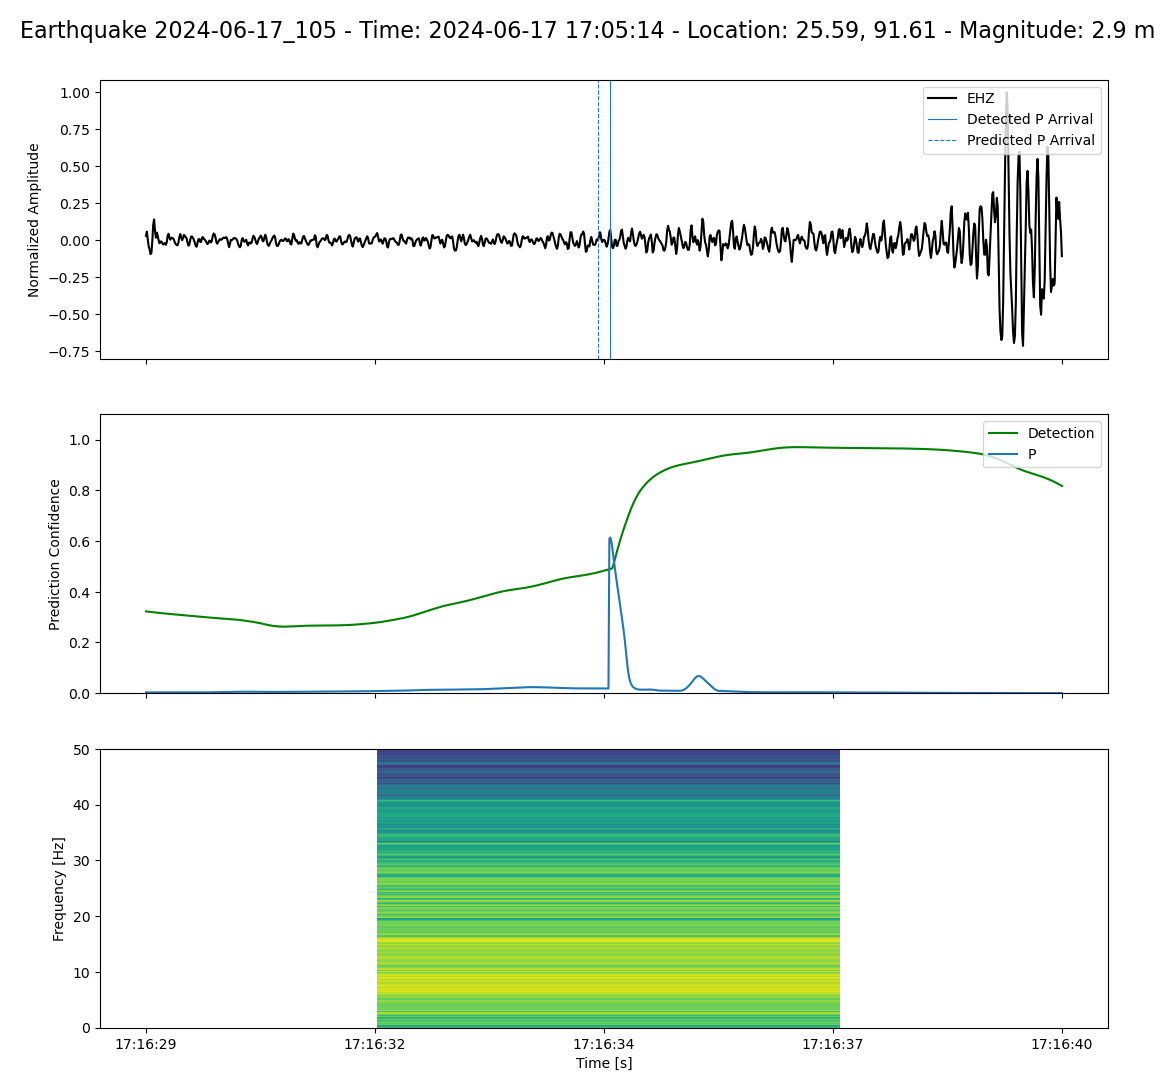 Earthquake 2024-06-17_105 - Time: 2024-06-17 17:05:14 - Location: 25.59, 91.61 - Magnitude: 2.9 m
EHZ
Detected P Arrival
Predicted P Arrival
Normalized Amplitude
1.00
0.75
0.50
0.25
0.00
−0.25
−0.50
−0.75
Detection
P
Prediction Confidence
1.0
0.8
0.6
0.4
0.2
0.0
Frequency [Hz]
50
40
30
20
10
0
17:16:29 17:16:32 17:16:34 17:16:37 17:16:40
Time [s]